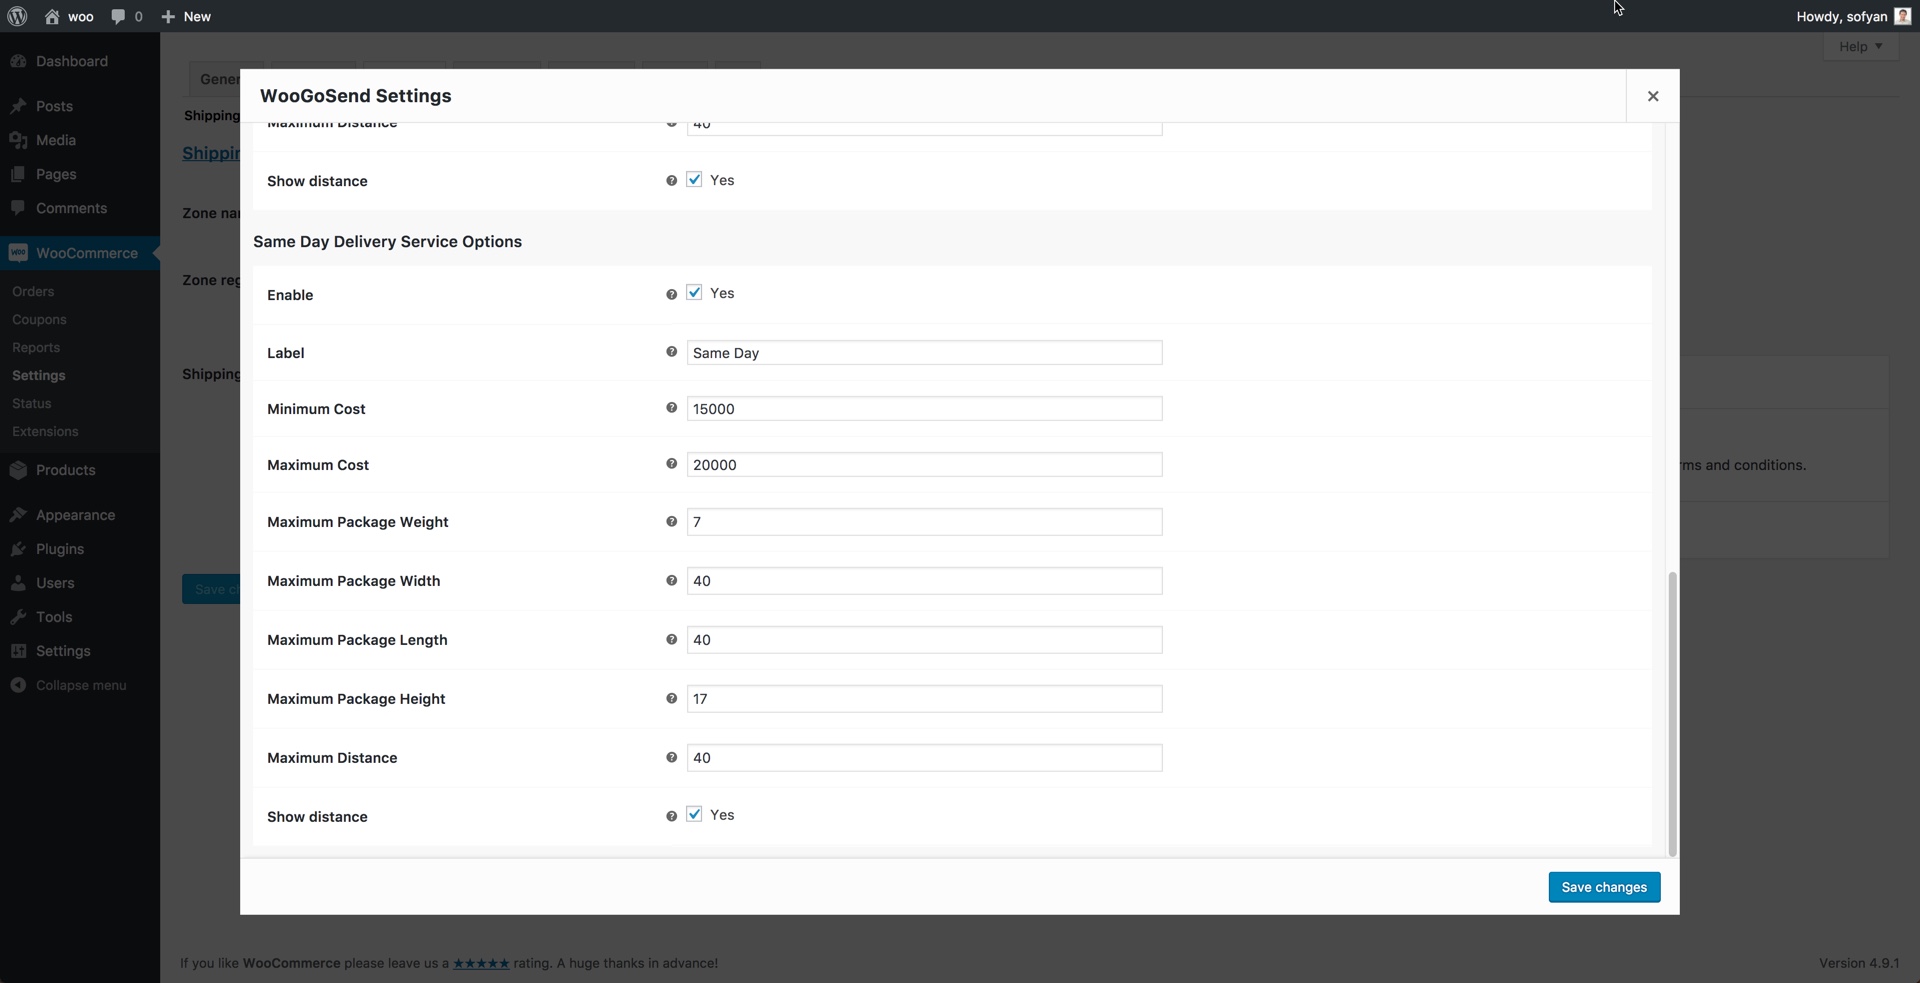 woo 0 New Howdy, sofyan
Help
Dashboard
Posts
Media
Pages
Comments
WooCommerce
Orders
Coupons
Reports
Settings
Status
Extensions
Products
Appearance
Plugins
Users
Tools
Settings
Collapse menu
Gener
Shipping
Shippin
Zone na
Zone reg
Shipping
Save ch
WooGoSend Settings
Maximum Distance 40
Show distance Yes
Same Day Delivery Service Options
Enable Yes
Label Same Day
Minimum Cost 15000
Maximum Cost 20000
Maximum Package Weight 7
Maximum Package Width 40
Maximum Package Length 40
Maximum Package Height 17
Maximum Distance 40
Show distance Yes
Save changes
ms and conditions.
If you like WooCommerce please leave us a ★★★★★ rating. A huge thanks in advance!
Version 4.9.1